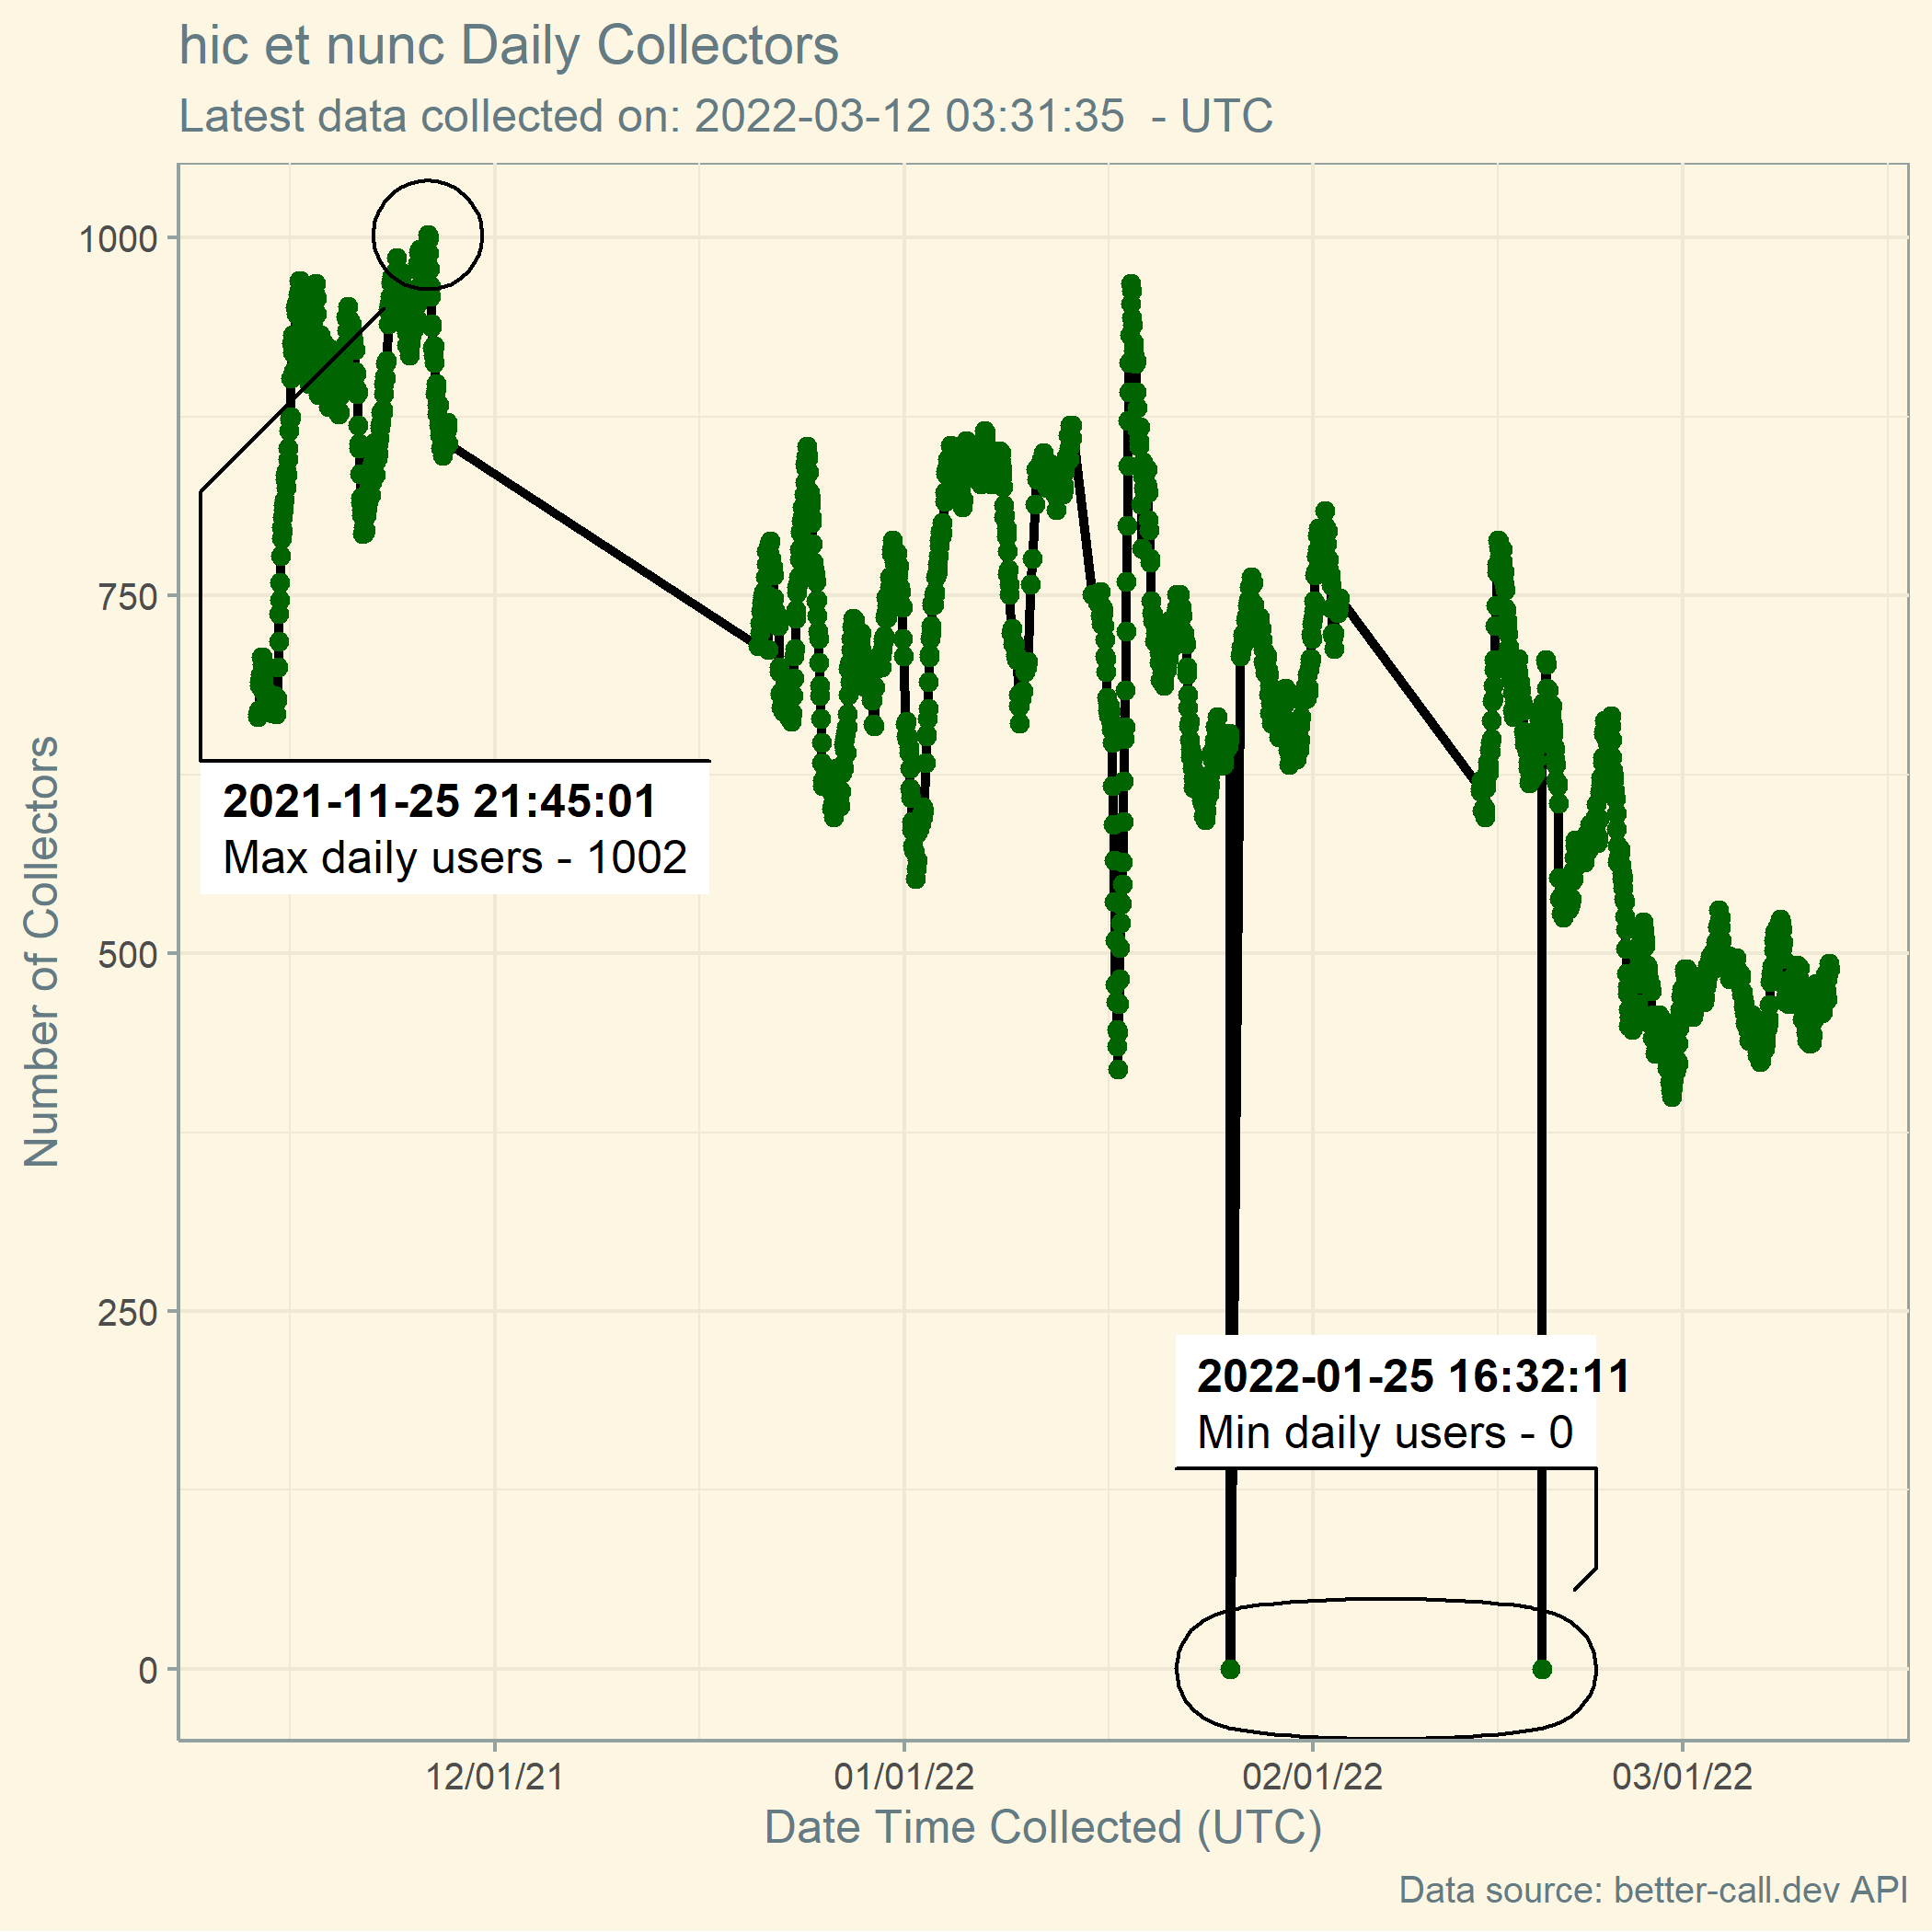 hic et nunc Daily Collectors
Latest data collected on: 2022-03-12 03:31:35  - UTC
Number of Collectors
1000
750
500
250
0
2021-11-25 21:45:01
Max daily users - 1002
2022-01-25 16:32:11
Min daily users - 0
12/01/21
01/01/22
02/01/22
03/01/22
Date Time Collected (UTC)
Data source: better-call.dev API